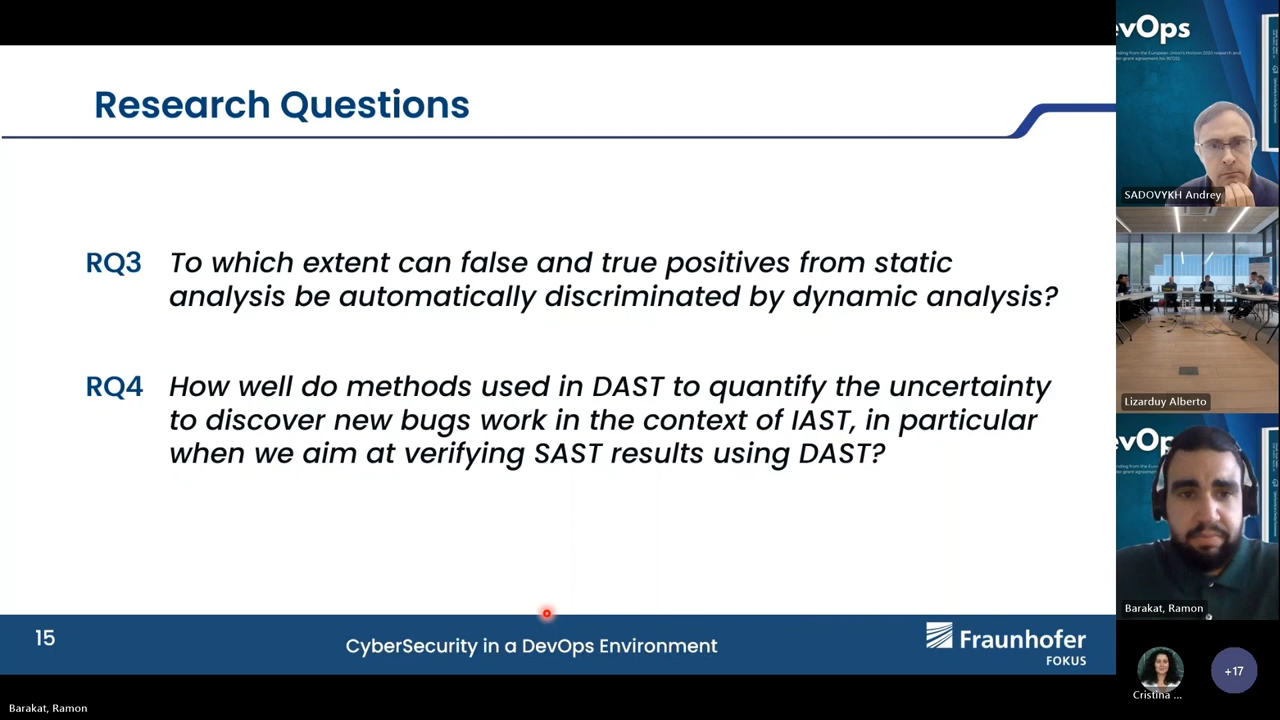 Research Questions
RQ3 To which extent can false and true positives from static
analysis be automatically discriminated by dynamic analysis?
RQ4 How well do methods used in DAST to quantify the uncertainty
to discover new bugs work in the context of IAST, in particular
when we aim at verifying SAST results using DAST?
15
CyberSecurity in a DevOps Environment
Fraunhofer
FOKUS
Barakat, Ramon
vOps
SADOVYKH Andrey
Lizarduy Alberto
evOp
Barakat, Ramon
Cristina ...
+17